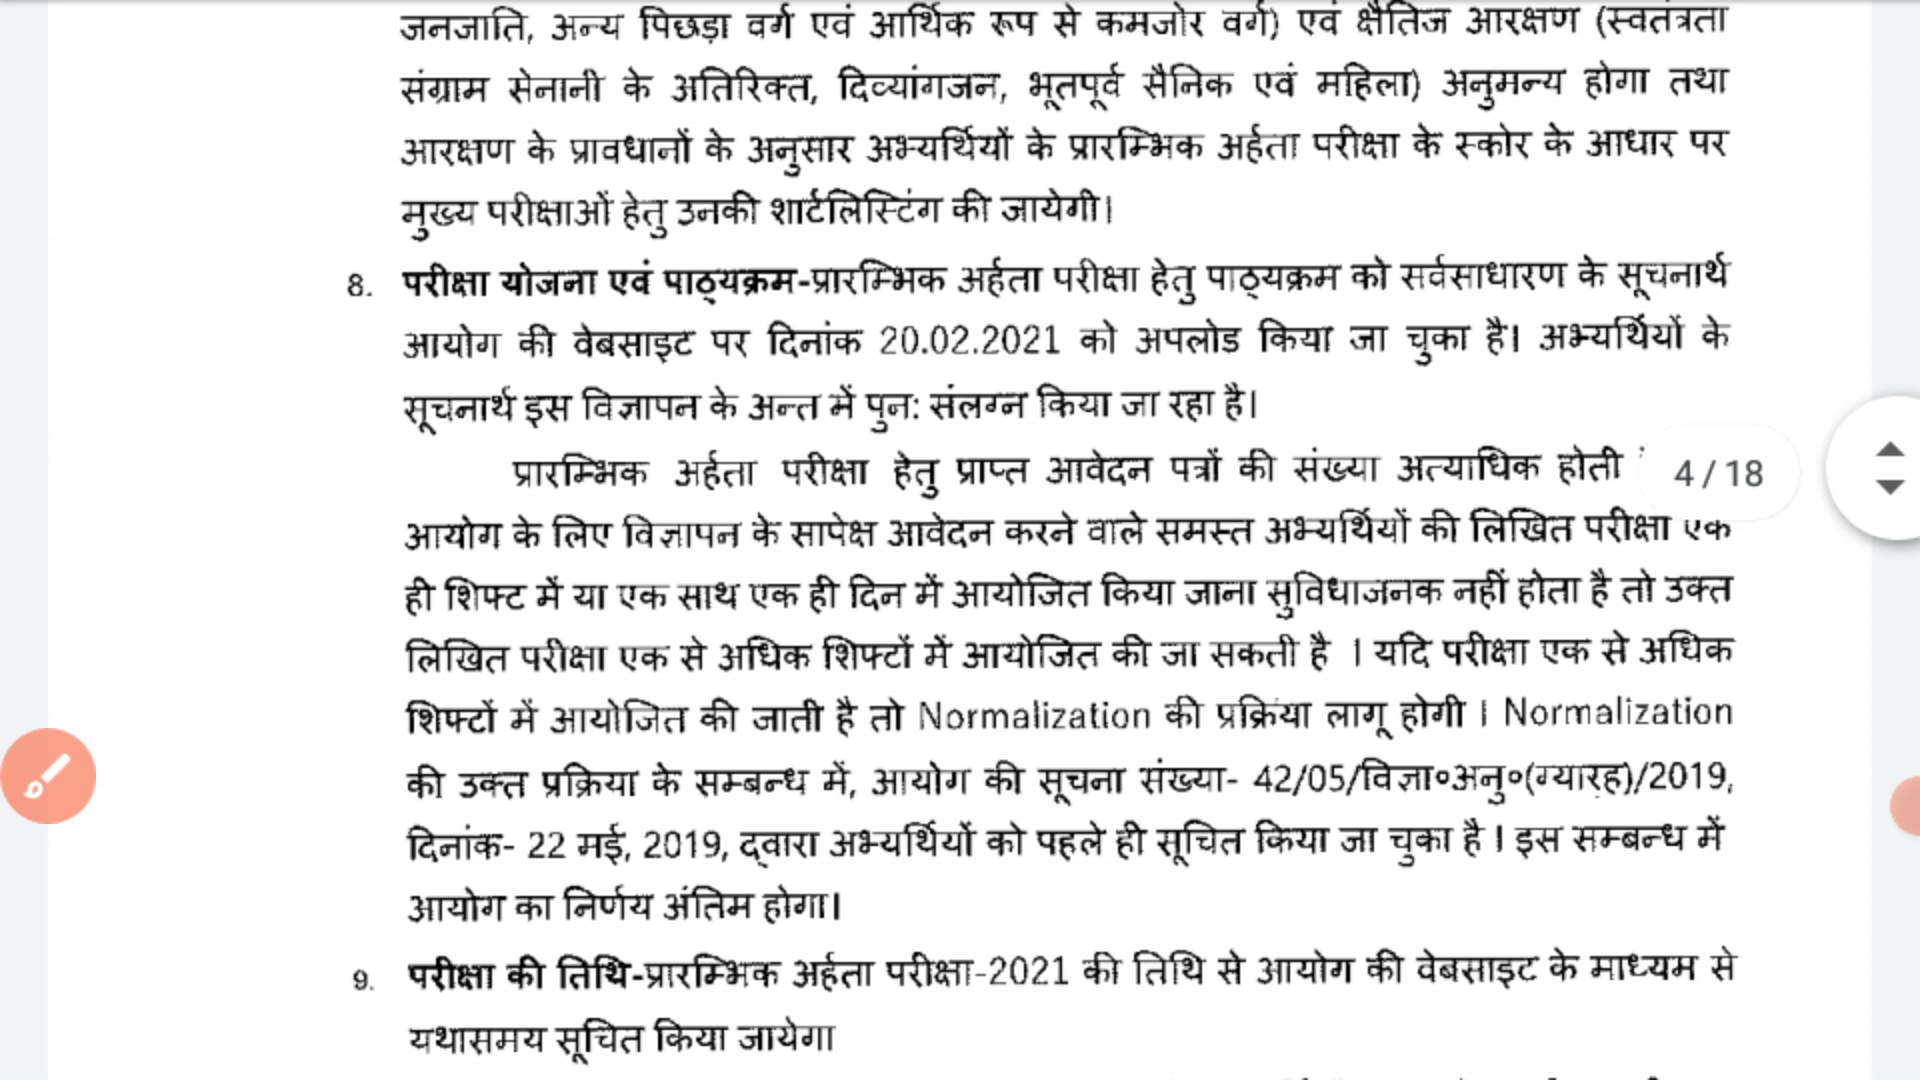 जनजाति, अन्य पिछड़ा वर्ग एवं आर्थिक रूप से कमजोर वर्ग) एवं क्षैतिज आरक्षण (स्वतंत्रता
संग्राम सेनानी के अतिरिक्त, दिव्यांगजन, भूतपूर्व सैनिक एवं महिला) अनुमन्य होगा तथा
आरक्षण के प्रावधानों के अनुसार अभ्यर्थियों के प्रारम्भिक अर्हता परीक्षा के स्कोर के आधार पर
मुख्य परीक्षाओं हेतु उनकी शार्टलिस्टिंग की जायेगी।
8. परीक्षा योजना एवं पाठ्यक्रम-प्रारम्भिक अर्हता परीक्षा हेतु पाठ्यक्रम को सर्वसाधारण के सूचनार्थ
आयोग की वेबसाइट पर दिनांक 20.02.2021 को अपलोड किया जा चुका है। अभ्यर्थियों के
सूचनार्थ इस विज्ञापन के अन्त में पुन: संलग्न किया जा रहा है।
प्रारम्भिक अर्हता परीक्षा हेतु प्राप्त आवेदन पत्रों की संख्या अत्याधिक होती
4/18
आयोग के लिए विज्ञापन के सापेक्ष आवेदन करने वाले समस्त अभ्यर्थियों की लिखित परीक्षा एक
ही शिफ्ट में या एक साथ एक ही दिन में आयोजित किया जाना सुविधाजनक नहीं होता है तो उक्त
लिखित परीक्षा एक से अधिक शिफ्टों में आयोजित की जा सकती है । यदि परीक्षा एक से अधिक
शिफ्टों में आयोजित की जाती है तो Normalization की प्रक्रिया लागू होगी । Normalization
की उक्त प्रक्रिया के सम्बन्ध में, आयोग की सूचना संख्या- 42/05/विज्ञा०अनु०(ग्यारह)/2019,
दिनांक- 22 मई, 2019, द्वारा अभ्यर्थियों को पहले ही सूचित किया जा चुका है । इस सम्बन्ध में
आयोग का निर्णय अंतिम होगा।
9. परीक्षा की तिथि-प्रारम्भिक अर्हता परीक्षा-2021 की तिथि से आयोग की वेबसाइट के माध्यम से
यथासमय सूचित किया जायेगा